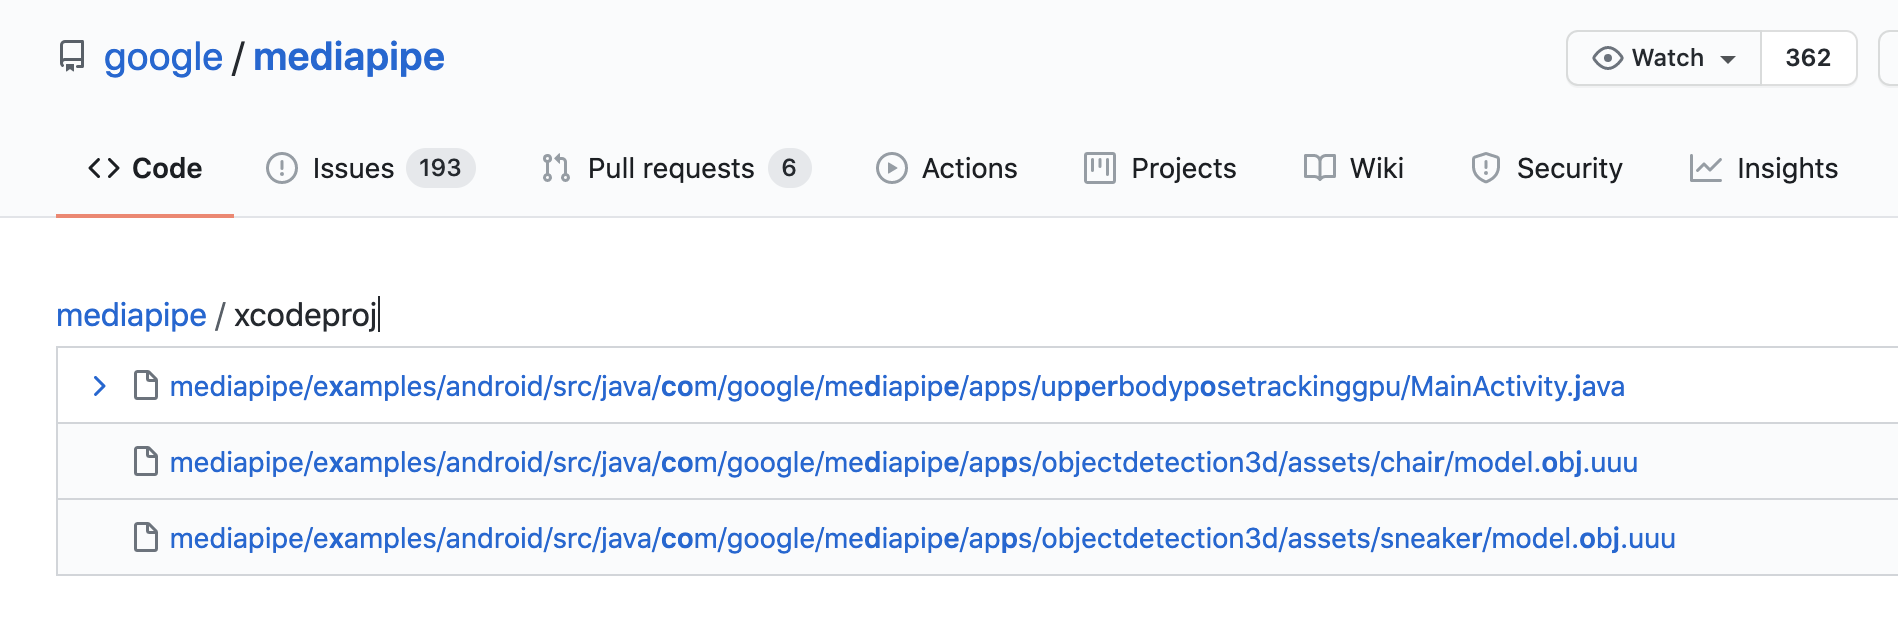 google / mediapipe
Watch 362
Code Issues 193 Pull requests 6 Actions Projects Wiki Security Insights
mediapipe / xcodeproj
mediapipe/examples/android/src/java/com/google/mediapipe/apps/upperbodyposetrackinggpu/MainActivity.java
mediapipe/examples/android/src/java/com/google/mediapipe/apps/objectdetection3d/assets/chair/model.obj.uuu
mediapipe/examples/android/src/java/com/google/mediapipe/apps/objectdetection3d/assets/sneaker/model.obj.uuu